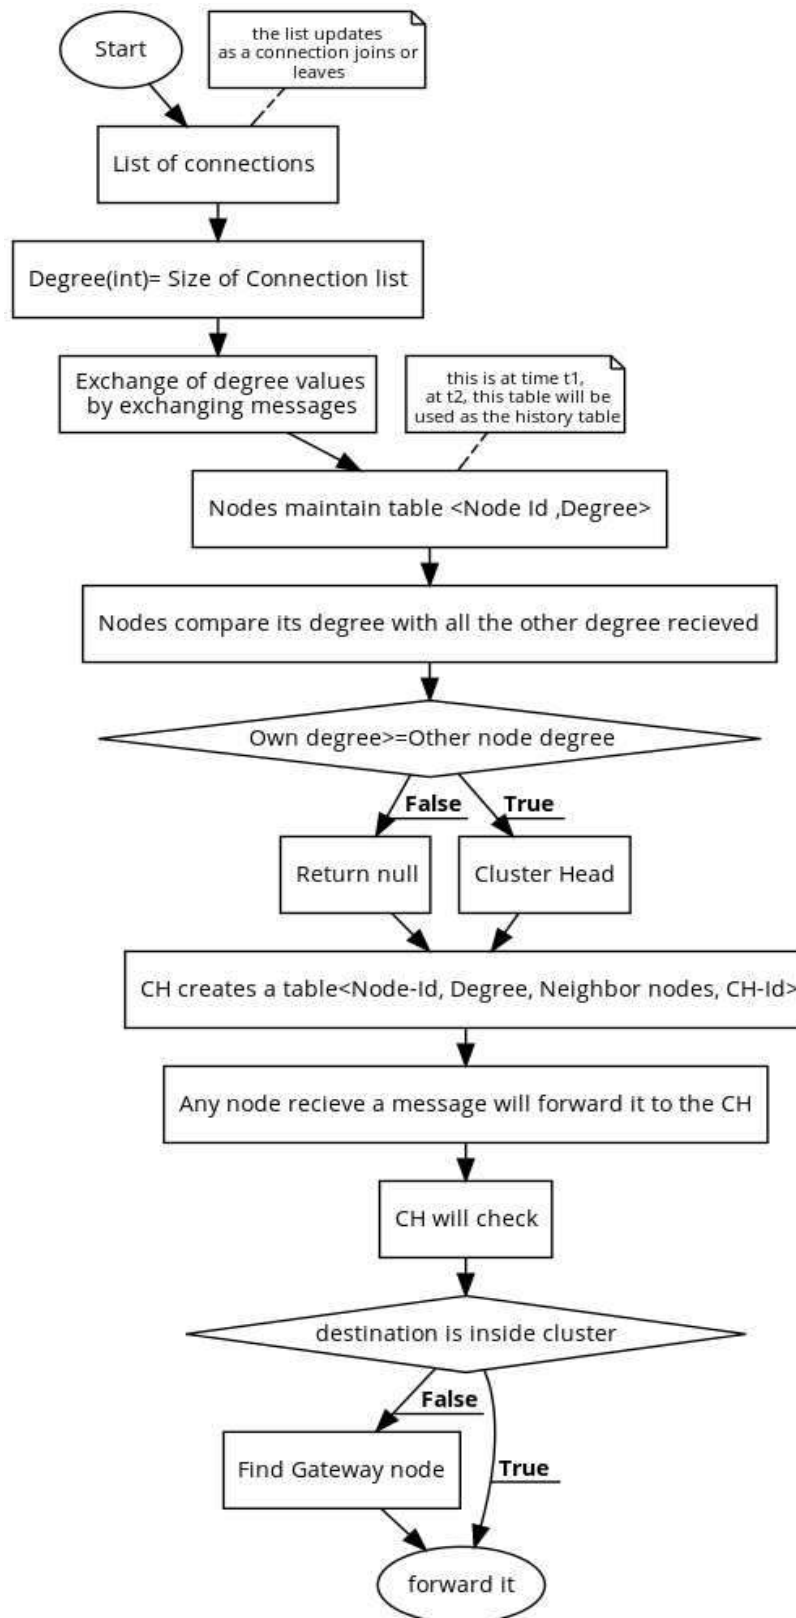 Start
the list updates
as a connection joins or
leaves
List of connections
Degree(int)= Size of Connection list
Exchange of degree values
by exchanging messages
this is at time t1,
at t2, this table will be
used as the history table
Nodes maintain table <Node Id ,Degree>
Nodes compare its degree with all the other degree recieved
Own degree>=Other node degree
False
True
Return null
Cluster Head
CH creates a table<Node-Id, Degree, Neighbor nodes, CH-Id>
Any node recieve a message will forward it to the CH
CH will check
destination is inside cluster
False
Find Gateway node
True
forward it